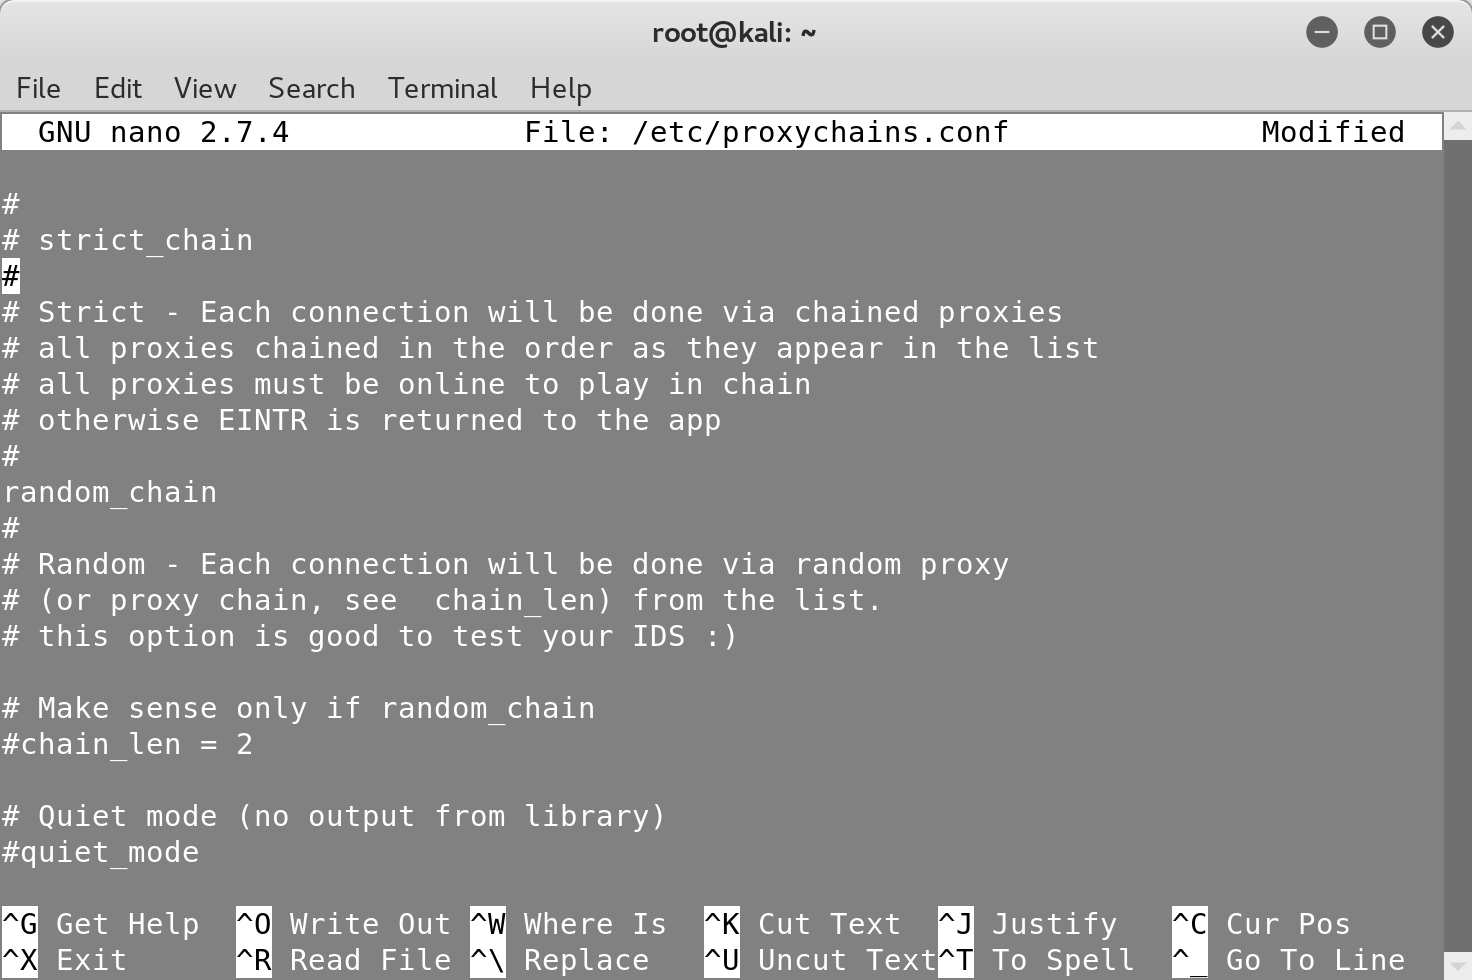 root@kali: ~
File Edit View Search Terminal Help
GNU nano 2.7.4 File: /etc/proxychains.conf Modified
#
# strict_chain
#
# Strict - Each connection will be done via chained proxies
# all proxies chained in the order as they appear in the list
# all proxies must be online to play in chain
# otherwise EINTR is returned to the app
#
random_chain
#
# Random - Each connection will be done via random proxy
# (or proxy chain, see  chain_len) from the list.
# this option is good to test your IDS :)
# Make sense only if random_chain
#chain_len = 2
# Quiet mode (no output from library)
#quiet_mode
^G Get Help ^O Write Out ^W Where Is ^K Cut Text ^J Justify ^C Cur Pos
^X Exit ^R Read File ^\ Replace ^U Uncut Text^T To Spell ^_ Go To Line